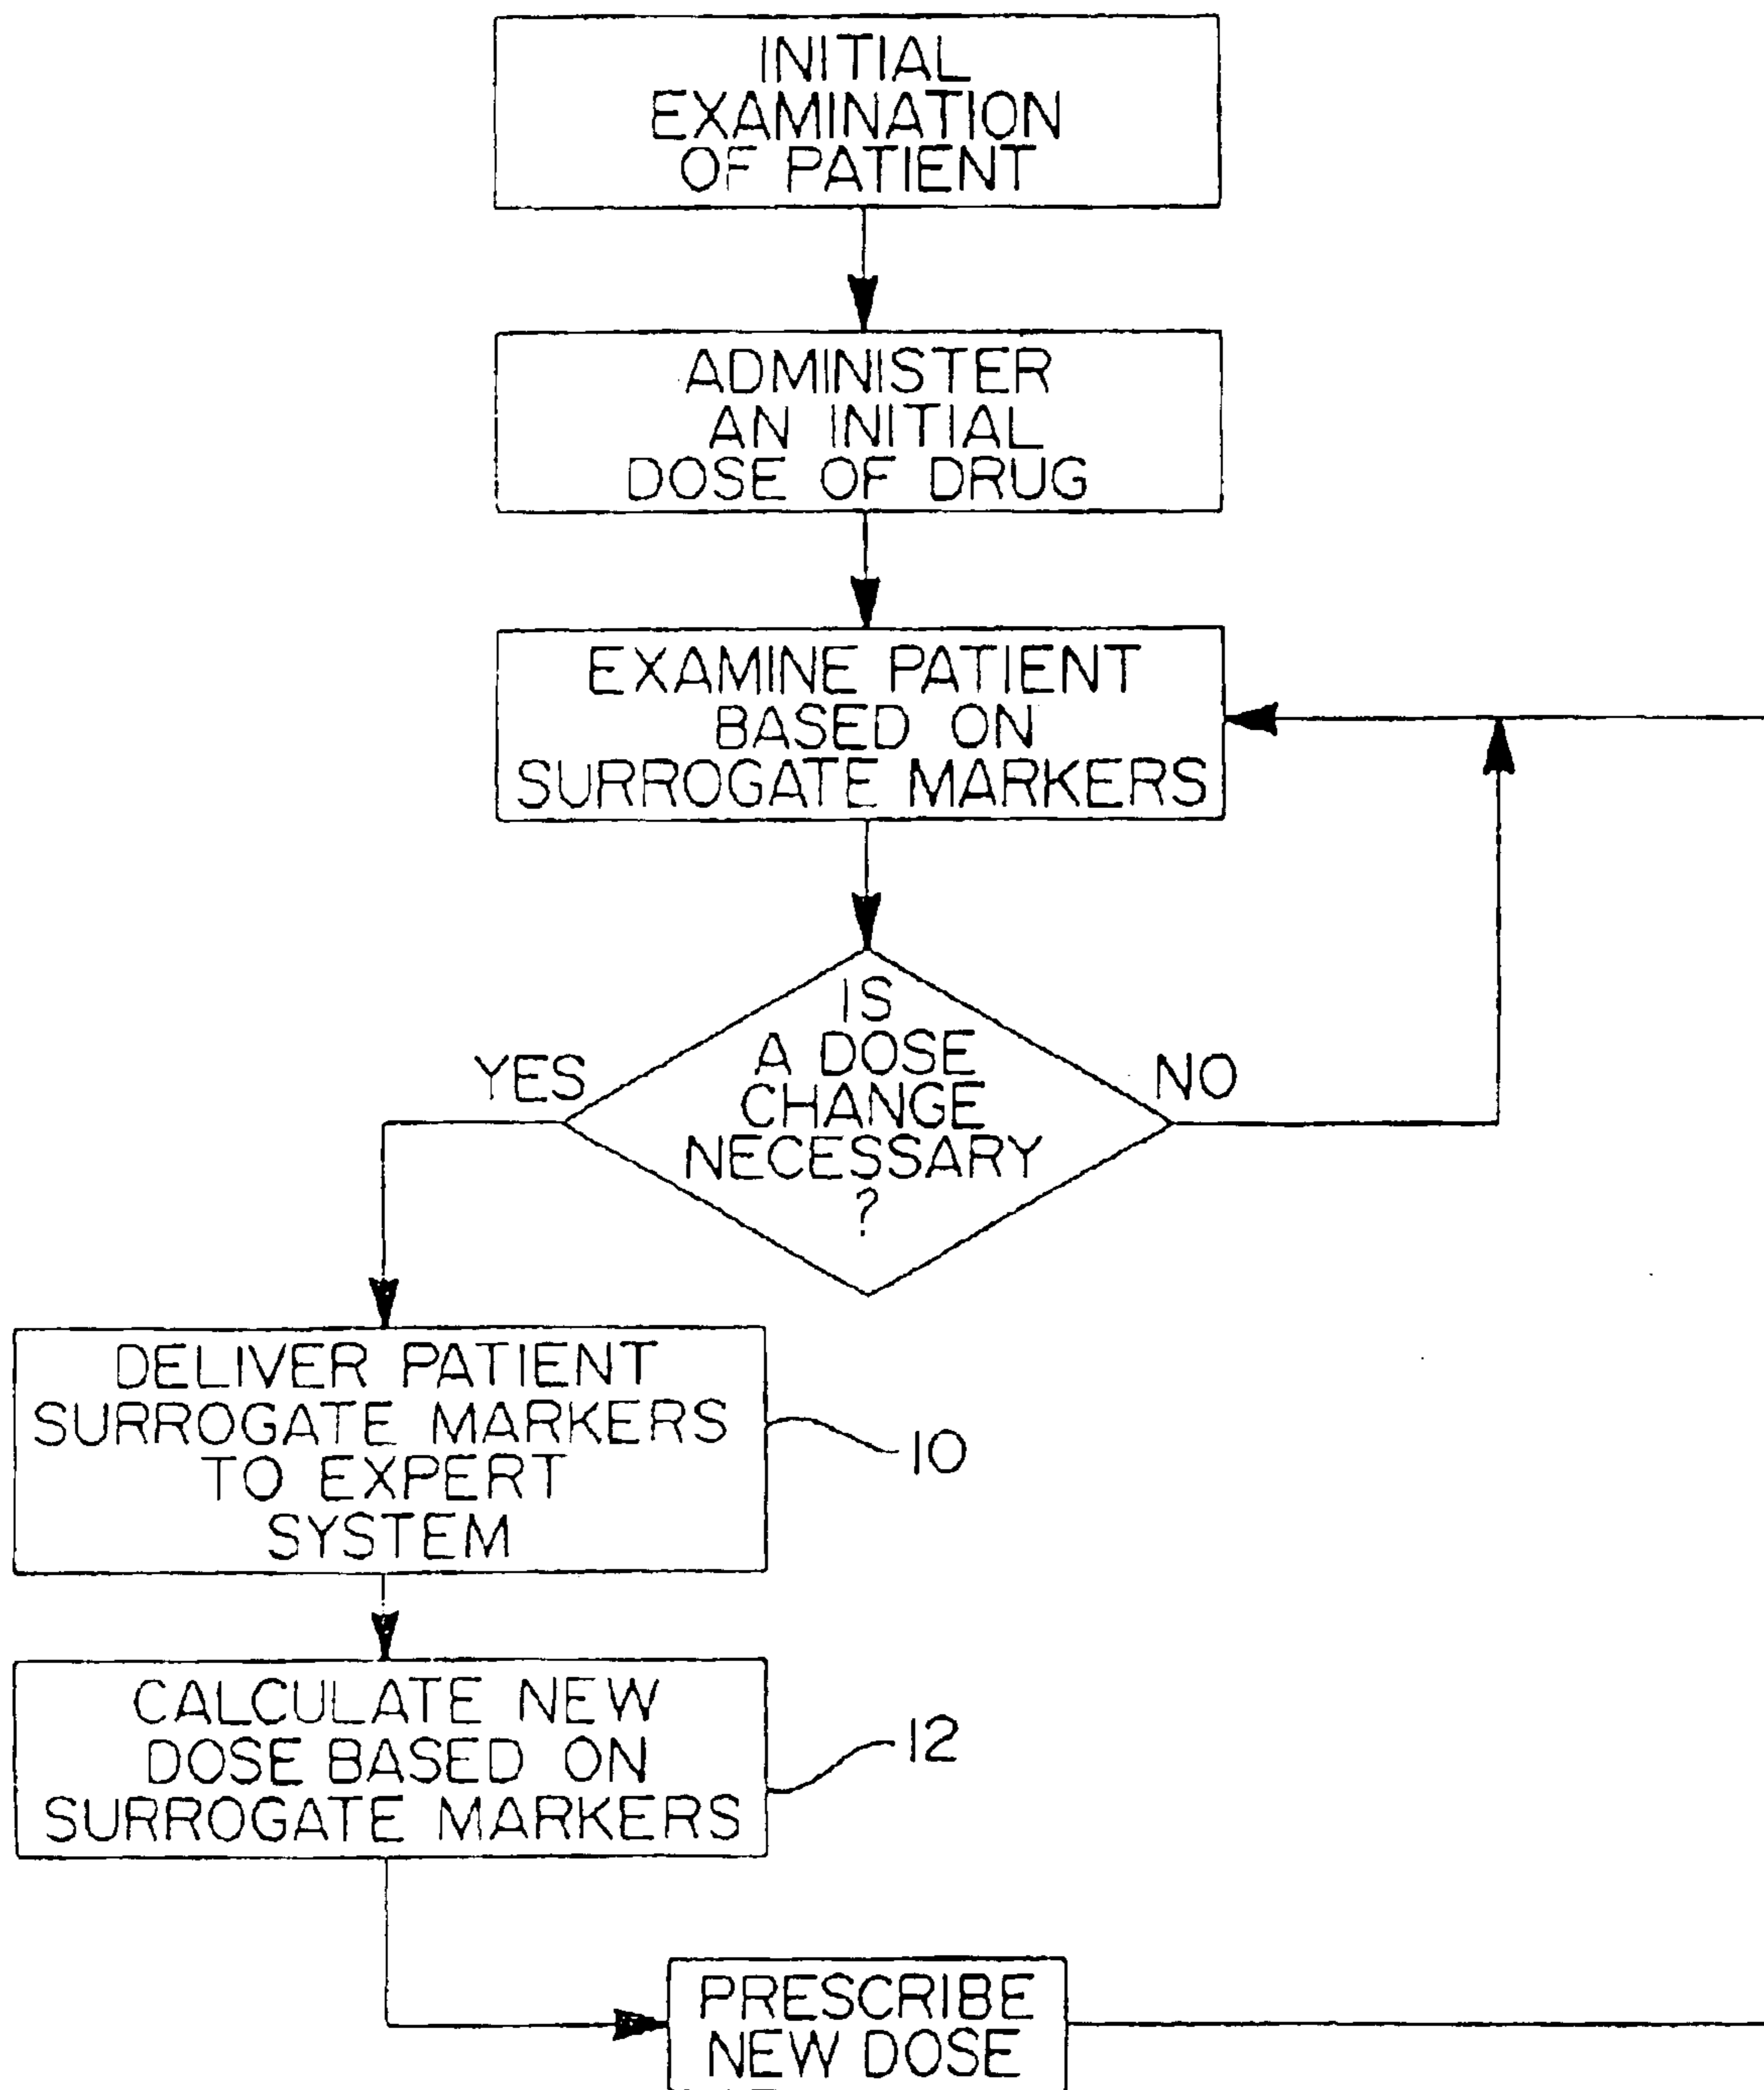 INITIAL
EXAMINATION
OF PATIENT
ADMINISTER
AN INITIAL
DOSE OF DRUG
EXAMINE PATIENT
BASED ON
SURROGATE MARKERS
IS
A DOSE
CHANGE
NECESSARY
?
YES
NO
DELIVER PATIENT
SURROGATE MARKERS
TO EXPERT
SYSTEM
10
CALCULATE NEW
DOSE BASED ON
SURROGATE MARKERS
12
PRESCRIBE
NEW DOSE